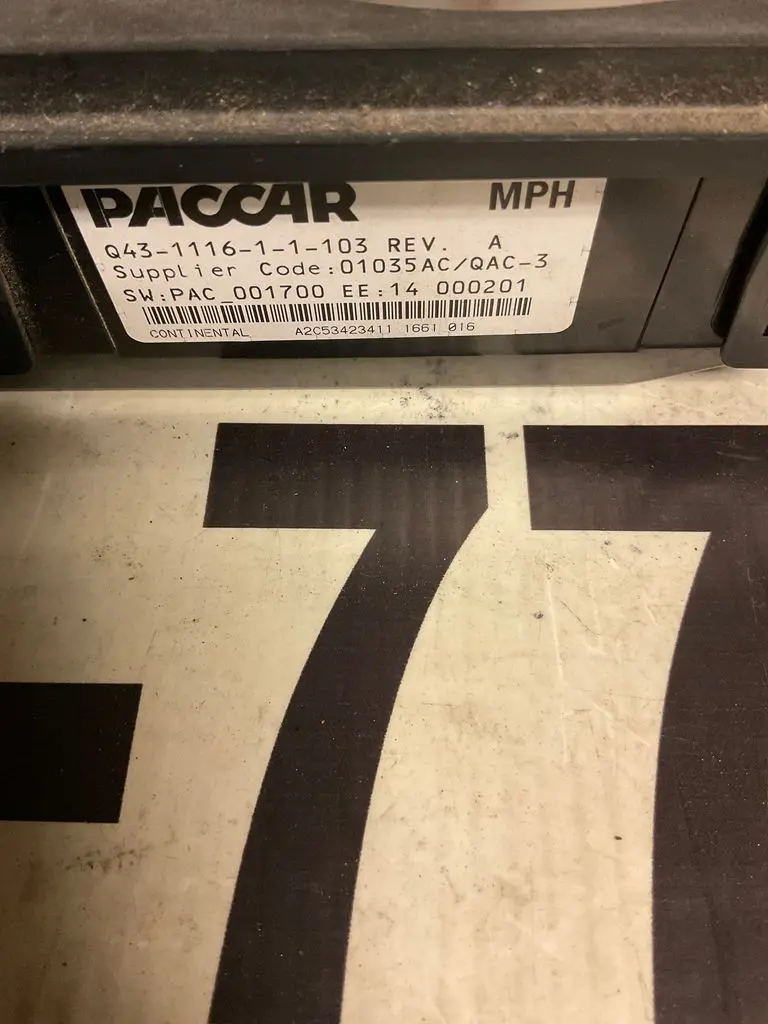 PACCAR MPH
Q43-1116-1-1-103 REV. A
Supplier Code:01035AC/QAC-3
SW:PAC_001700 EE:14 000201
CONTINENTAL A2C53423411 1661 016
-77